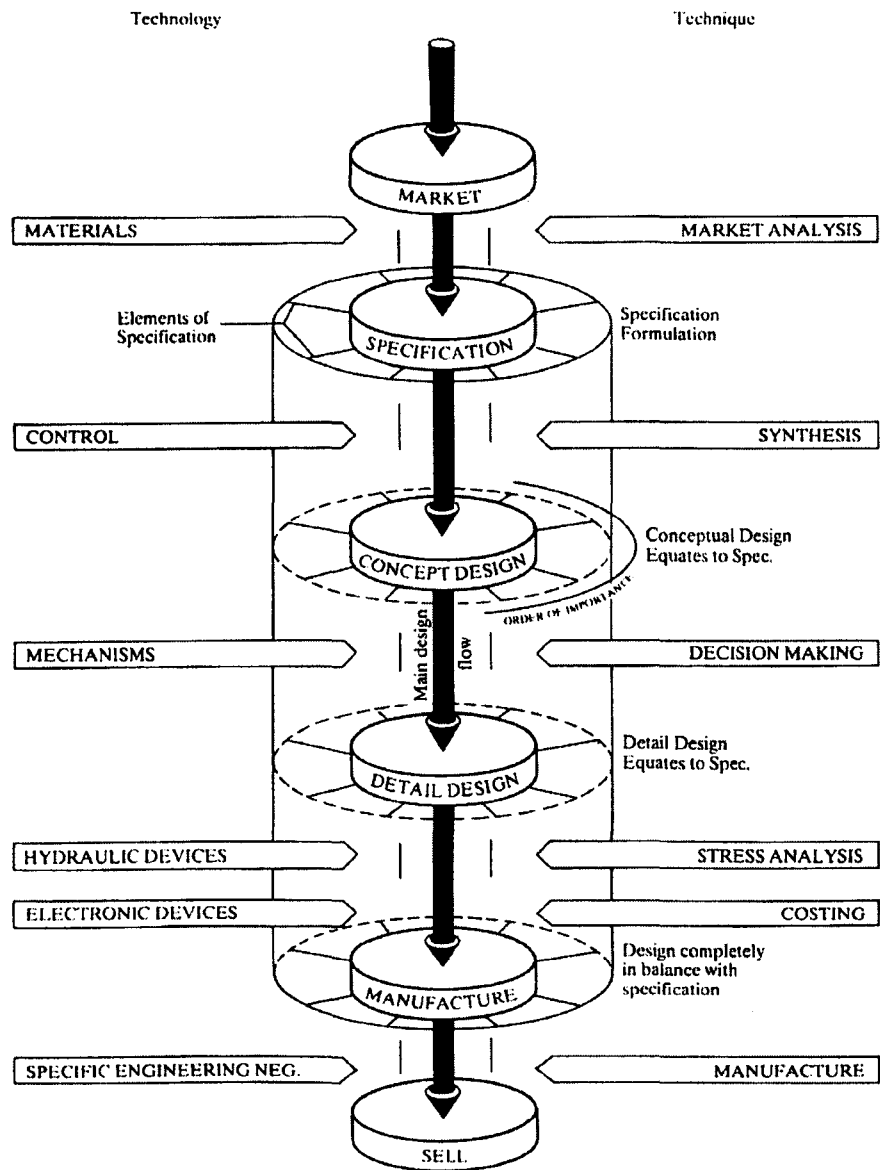 Technology
Technique
MARKET
MATERIALS
MARKET ANALYSIS
Elements of
Specification
SPECIFICATION
Specification
Formulation
CONTROL
SYNTHESIS
CONCEPT DESIGN
Conceptual Design
Equates to Spec.
ORDER OF IMPORTANCE
Main design
flow
MECHANISMS
DECISION MAKING
DETAIL DESIGN
Detail Design
Equates to Spec.
HYDRAULIC DEVICES
STRESS ANALYSIS
ELECTRONIC DEVICES
COSTING
MANUFACTURE
Design completely
in balance with
specification
SPECIFIC ENGINEERING NEG.
MANUFACTURE
SELL